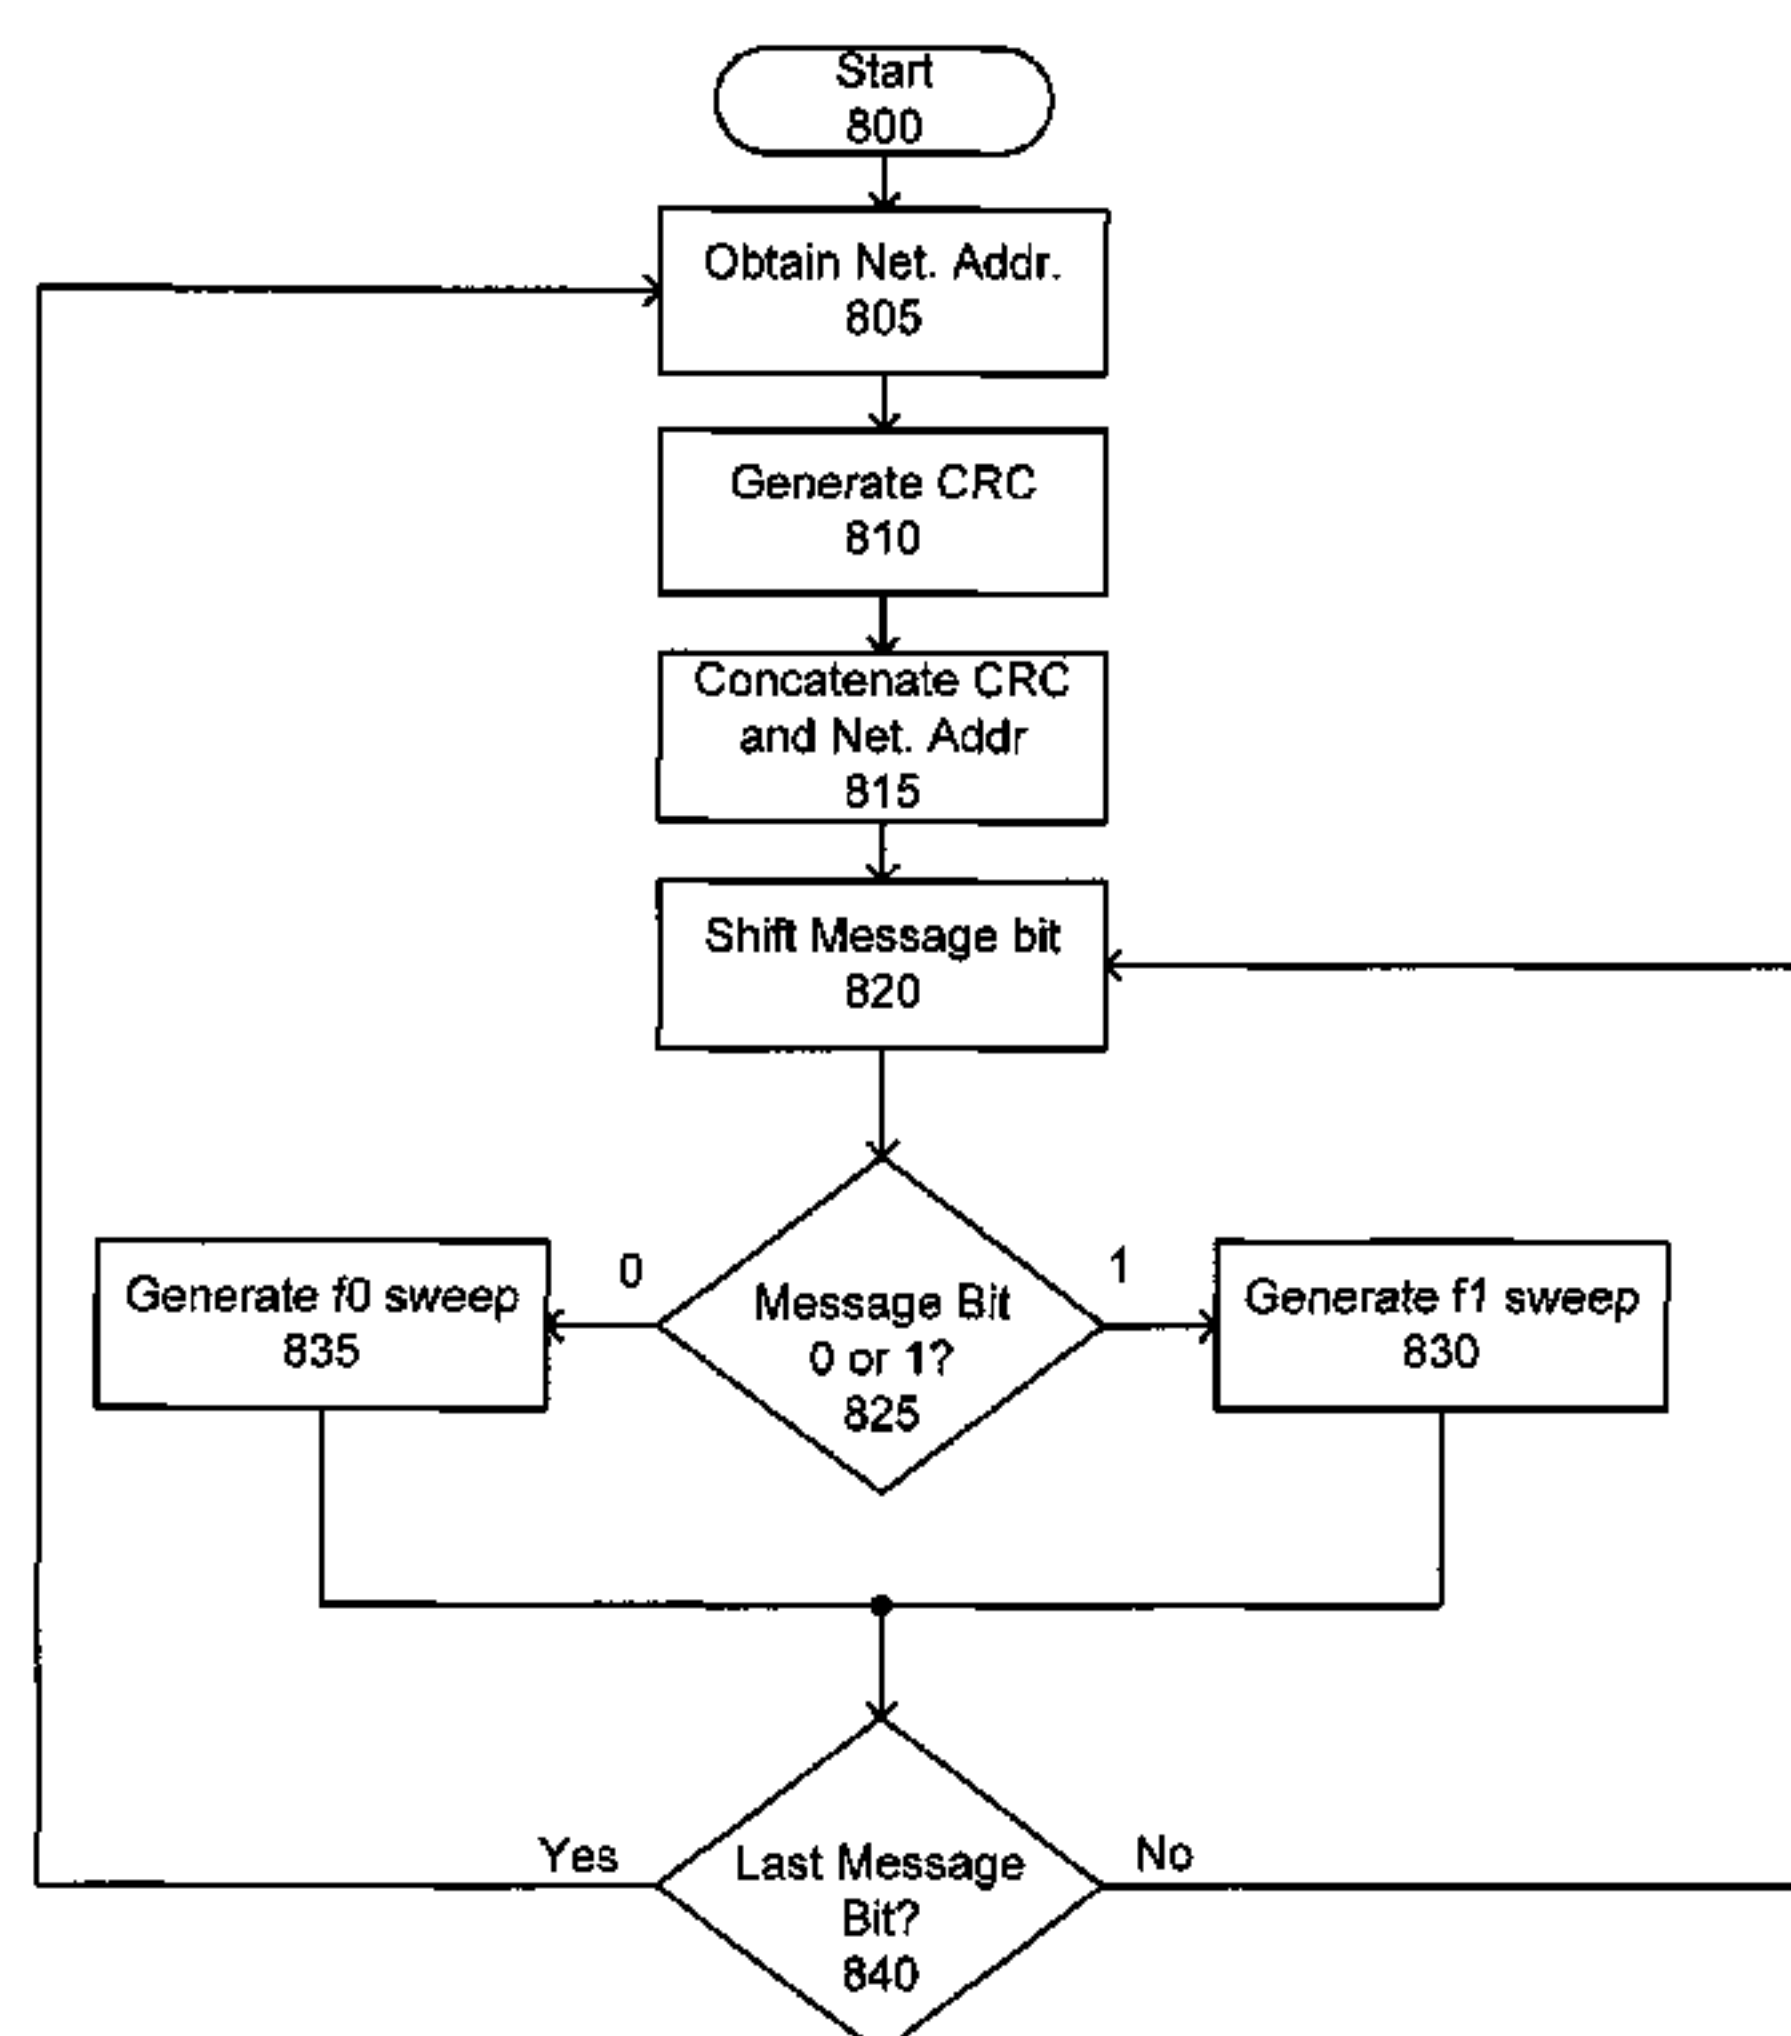 Start
800
Obtain Net. Addr.
805
Generate CRC
810
Concatenate CRC
and Net. Addr
815
Shift Message bit
820
0
1
Generate f0 sweep
835
Message Bit
0 or 1?
825
Generate f1 sweep
830
Yes
No
Last Message
Bit?
840